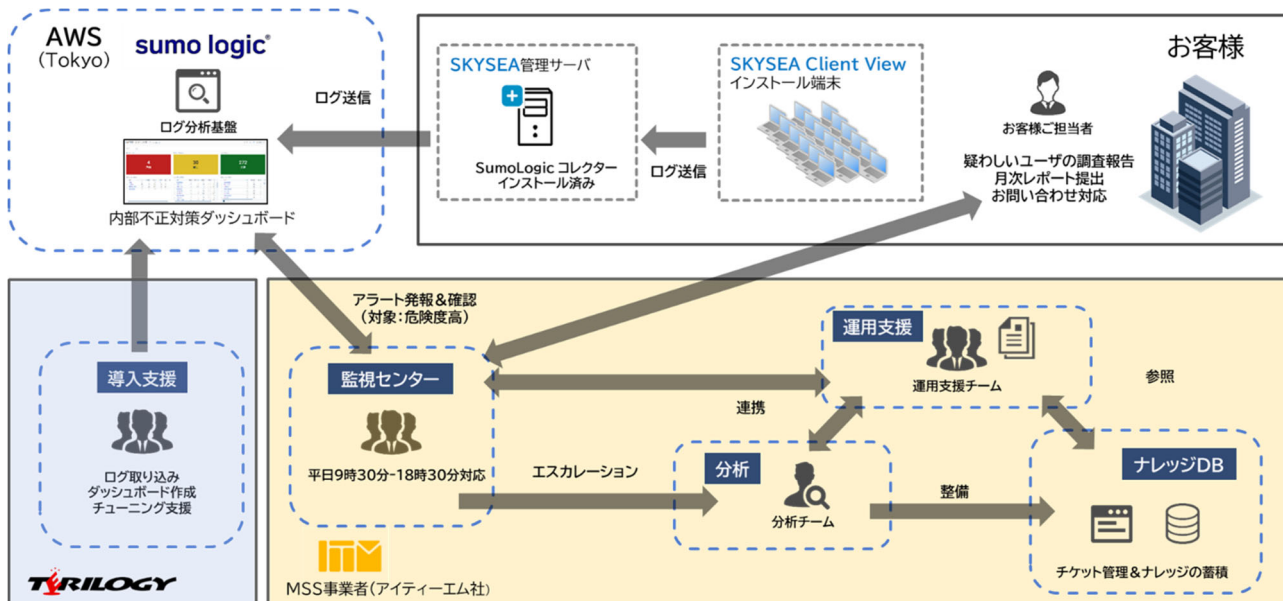 AWS
(Tokyo)
sumo logic®
ログ分析基盤
内部不正対策ダッシュボード
ログ送信
SKYSEA管理サーバ
SumoLogic コレクター
インストール済み
ログ送信
SKYSEA Client View
インストール端末
お客様
お客様ご担当者
疑わしいユーザの調査報告
月次レポート提出
お問い合わせ対応
導入支援
ログ取り込み
ダッシュボード作成
チューニング支援
TERILOGY
アラート発報&確認
(対象:危険度高)
監視センター
平日9時30分-18時30分対応
連携
運用支援
運用支援チーム
参照
エスカレーション
分析
分析チーム
整備
ナレッジDB
チケット管理&ナレッジの蓄積
MSS事業者(アイティーエム社)